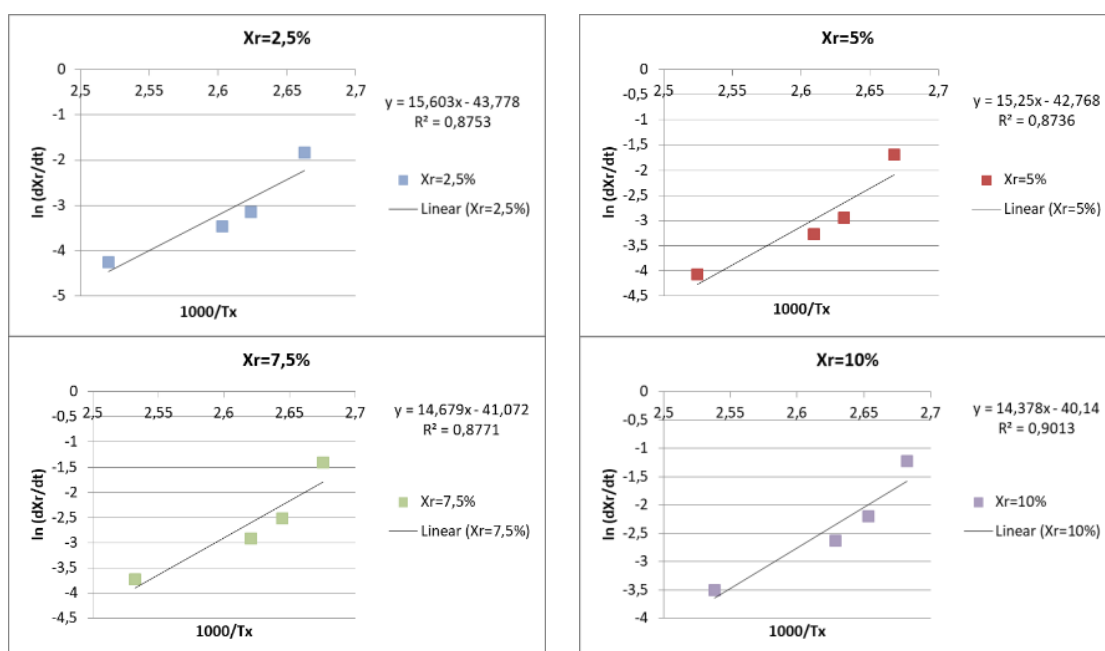 Xr=2,5%
0
2,5 2,55 2,6 2,65 2,7
-1
-2
-3
-4
-5
ln (dXr/dt)
1000/Tx
y = 15,603x - 43,778
R² = 0,8753
Xr=2,5%
Linear (Xr=2,5%)
Xr=5%
0
2,5 2,55 2,6 2,65 2,7
-0,5
-1
-1,5
-2
-2,5
-3
-3,5
-4
-4,5
ln (dXr/dt)
1000/Tx
y = 15,25x - 42,768
R² = 0,8736
Xr=5%
Linear (Xr=5%)
Xr=7,5%
0
2,5 2,55 2,6 2,65 2,7
-0,5
-1
-1,5
-2
-2,5
-3
-3,5
-4
-4,5
ln (dXr/dt)
1000/Tx
y = 14,679x - 41,072
R² = 0,8771
Xr=7,5%
Linear (Xr=7,5%)
Xr=10%
0
2,5 2,55 2,6 2,65 2,7
-0,5
-1
-1,5
-2
-2,5
-3
-3,5
-4
ln (dXr/dt)
1000/Tx
y = 14,378x - 40,14
R² = 0,9013
Xr=10%
Linear (Xr=10%)